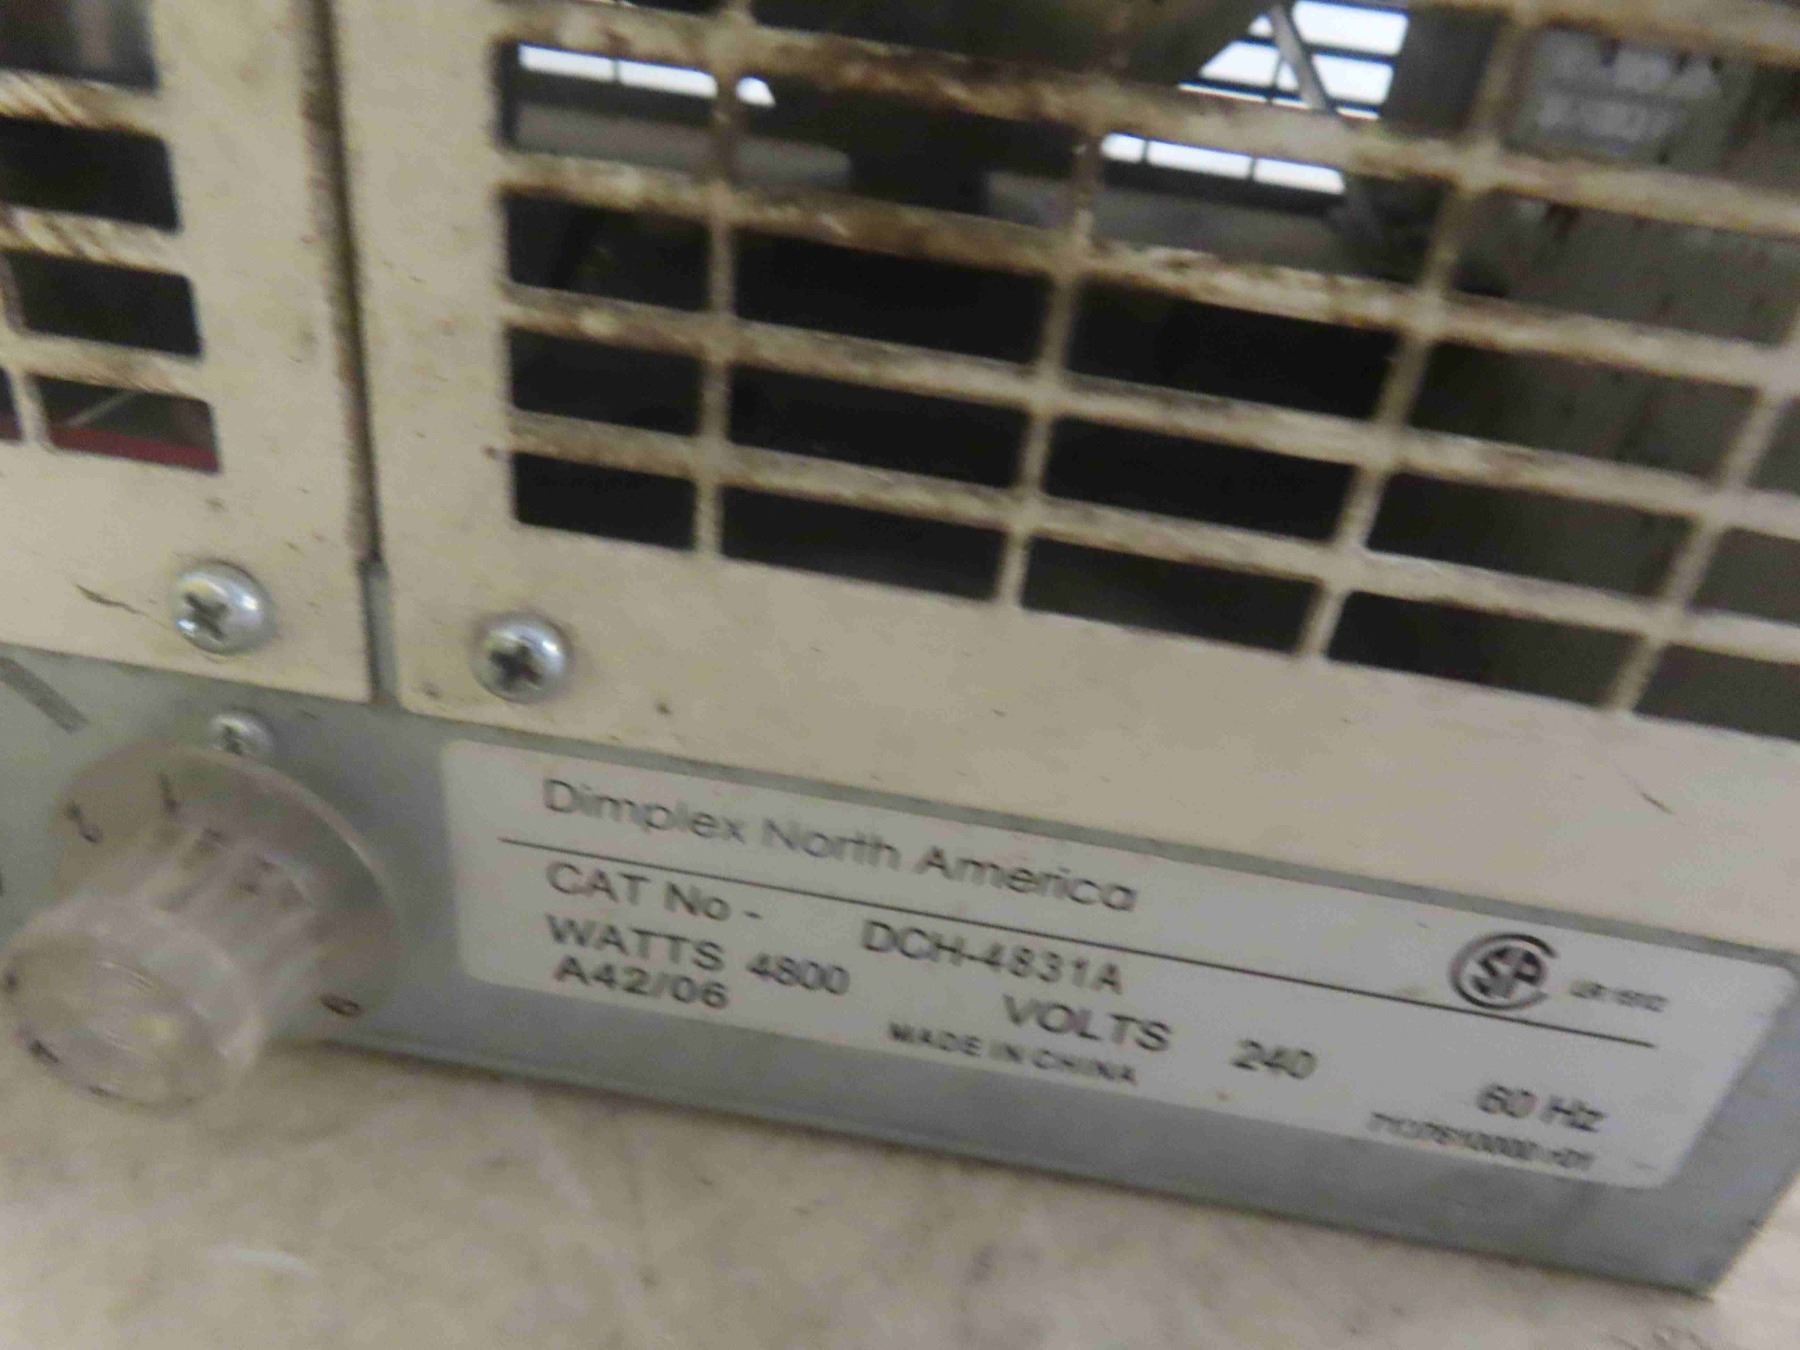 Dimplex North America
CAT No - DCH-4831A
WATTS 4800 VOLTS 240 60 Hz
A42/06 MADE IN CHINA